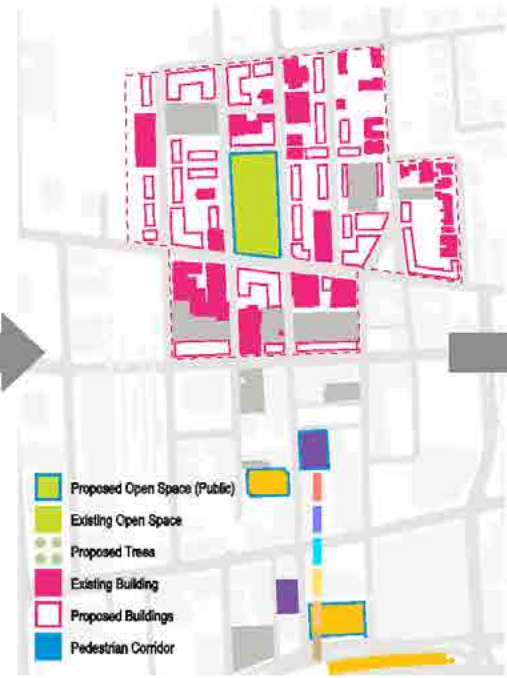 Proposed Open Space (Public)
Existing Open Space
Proposed Trees
Existing Building
Proposed Buildings
Pedestrian Corridor